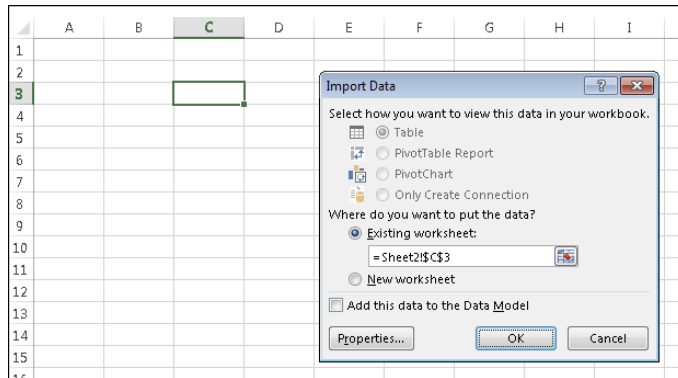 A B C D E F G H I
1
2
3
4
5
6
7
8
9
10
11
12
13
14
15
Import Data
Select how you want to view this data in your workbook.
Table
PivotTable Report
PivotChart
Only Create Connection
Where do you want to put the data?
Existing worksheet:
=Sheet2!$C$3
New worksheet
Add this data to the Data Model
Properties... OK Cancel